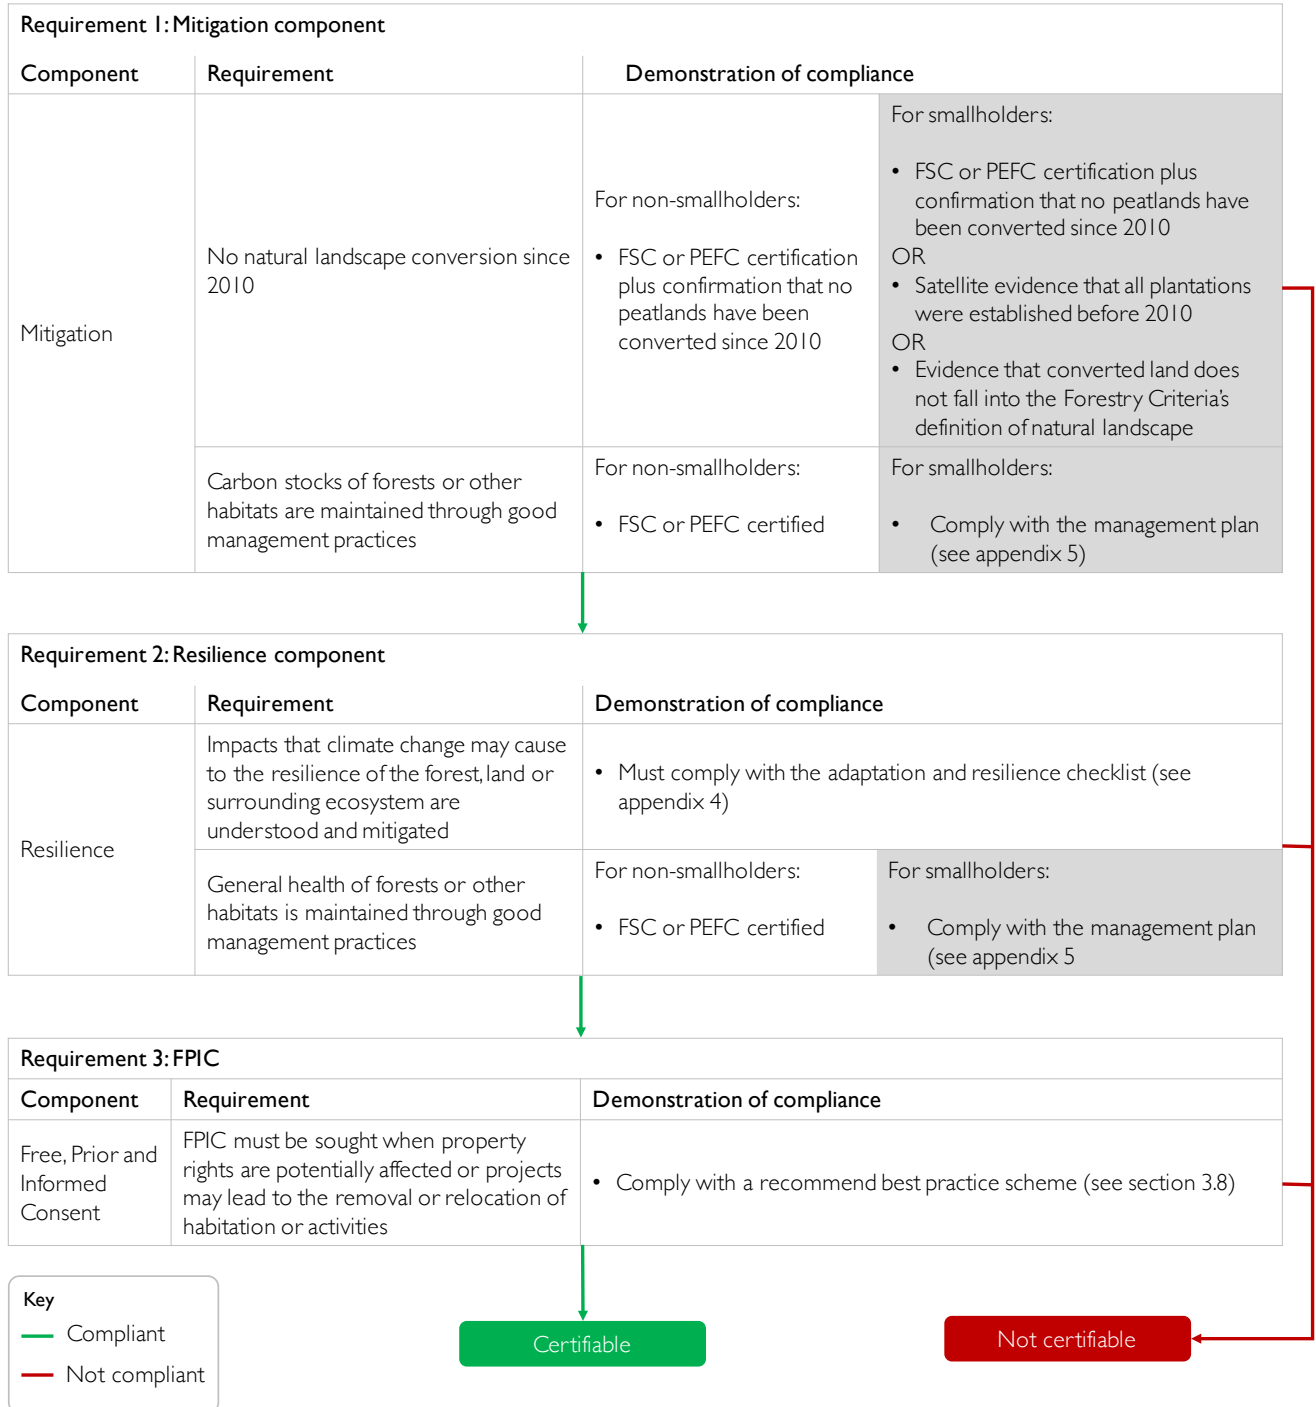 Requirement 1: Mitigation component
Component
Requirement
Demonstration of compliance
Mitigation
No natural landscape conversion since
2010
For non-smallholders:
• FSC or PEFC certification
plus confirmation that no
peatlands have been
converted since 2010
For smallholders:
• FSC or PEFC certification plus
confirmation that no peatlands have
been converted since 2010
OR
• Satellite evidence that all plantations
were established before 2010
OR
• Evidence that converted land does
not fall into the Forestry Criteria's
definition of natural landscape
Carbon stocks of forests or other
habitats are maintained through good
management practices
For non-smallholders:
• FSC or PEFC certified
For smallholders:
• Comply with the management plan
(see appendix 5)
Requirement 2: Resilience component
Component
Requirement
Demonstration of compliance
Resilience
Impacts that climate change may cause
to the resilience of the forest, land or
surrounding ecosystem are
understood and mitigated
• Must comply with the adaptation and resilience checklist (see
appendix 4)
General health of forests or other
habitats is maintained through good
management practices
For non-smallholders:
• FSC or PEFC certified
For smallholders:
• Comply with the management plan
(see appendix 5
Requirement 3: FPIC
Component
Requirement
Demonstration of compliance
Free, Prior and
Informed
Consent
FPIC must be sought when property
rights are potentially affected or projects
may lead to the removal or relocation of
habitation or activities
• Comply with a recommend best practice scheme (see section 3.8)
Key
Compliant
Not compliant
Certifiable
Not certifiable